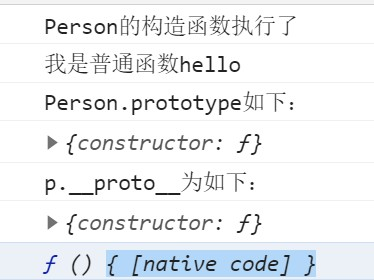 Person的构造函数执行了
我是普通函数hello
Person.prototype如下：
▶{constructor: ƒ}
p.__proto__为如下：
▶{constructor: ƒ}
ƒ () { [native code] }